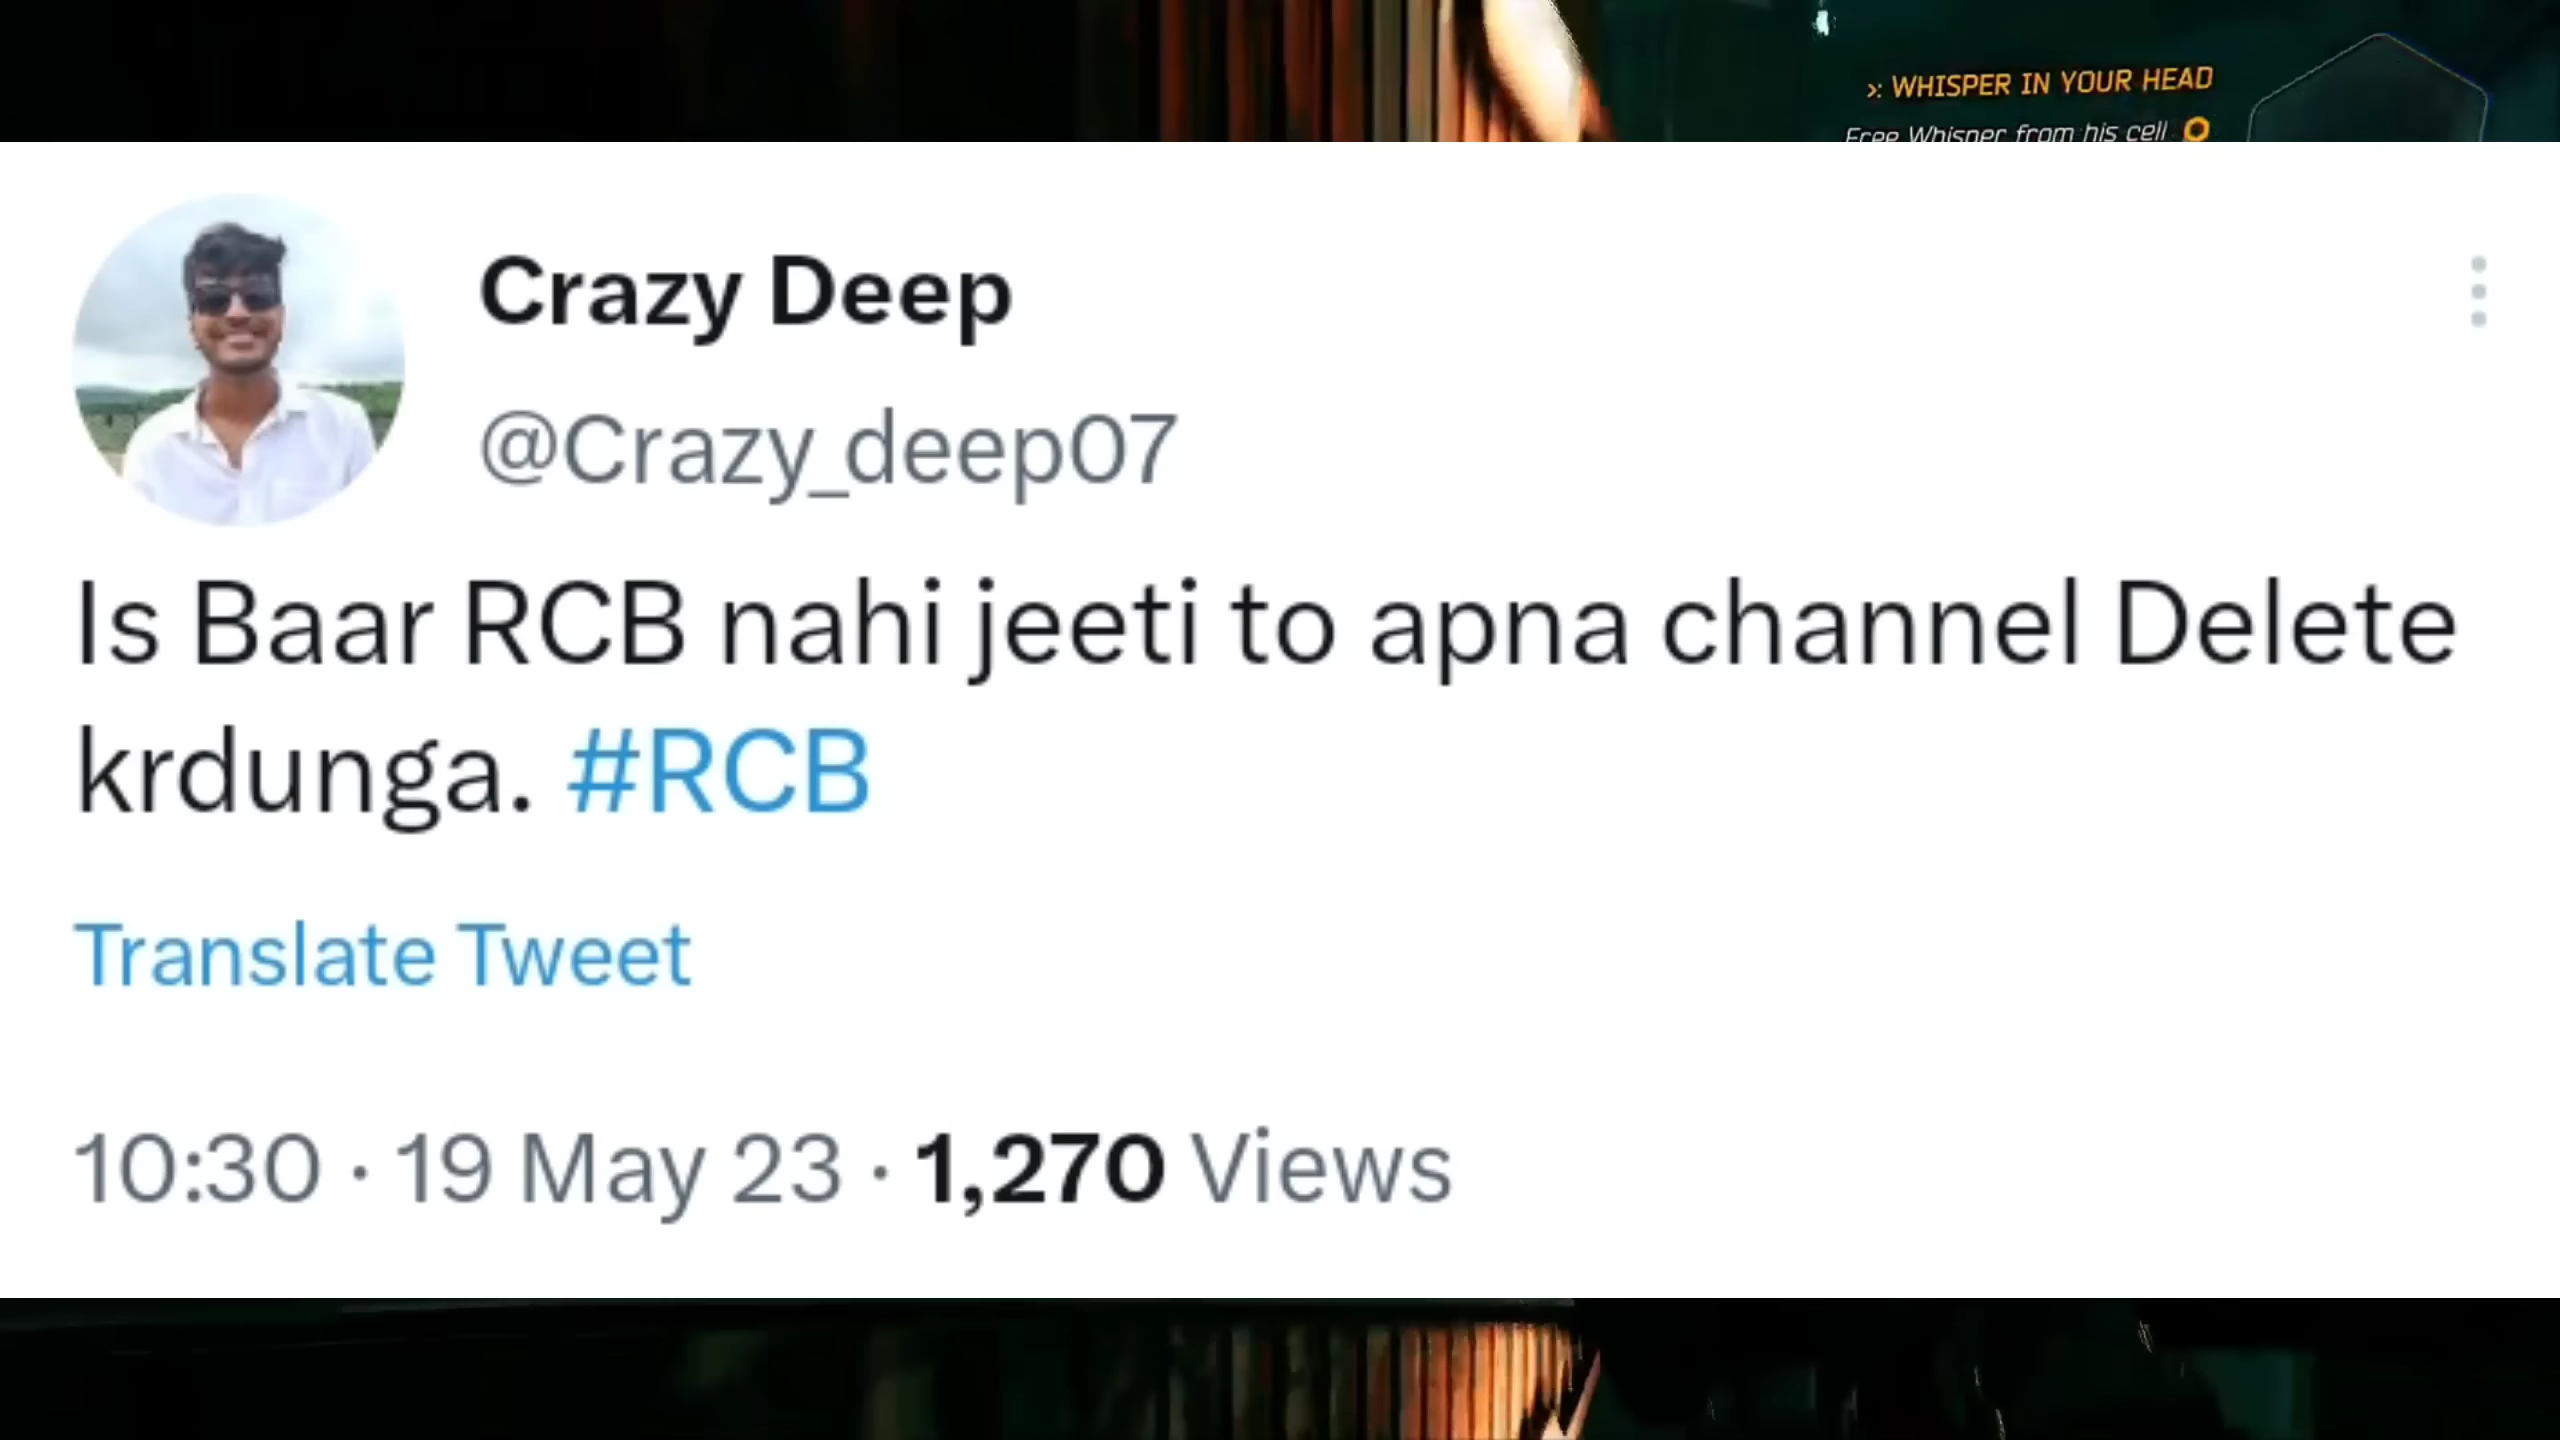 ›: WHISPER IN YOUR HEAD
Free Whisper from his cell
Crazy Deep
@Crazy_deep07
Is Baar RCB nahi jeeti to apna channel Delete
krdunga. #RCB
Translate Tweet
10:30 · 19 May 23 · 1,270 Views